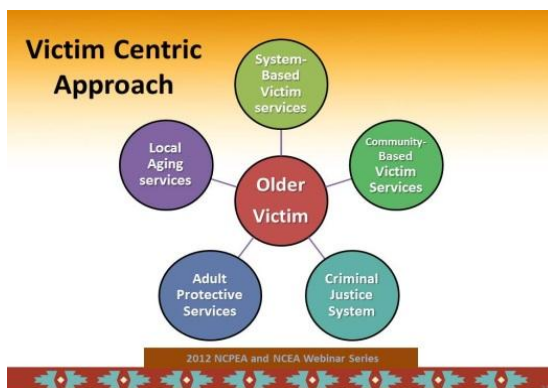 Victim Centric
Approach
System-
Based
Victim
services
Community-
Based
Victim
Services
Criminal
Justice
System
Adult
Protective
Services
Local
Aging
services
Older
Victim
2012 NCPEA and NCEA Webinar Series